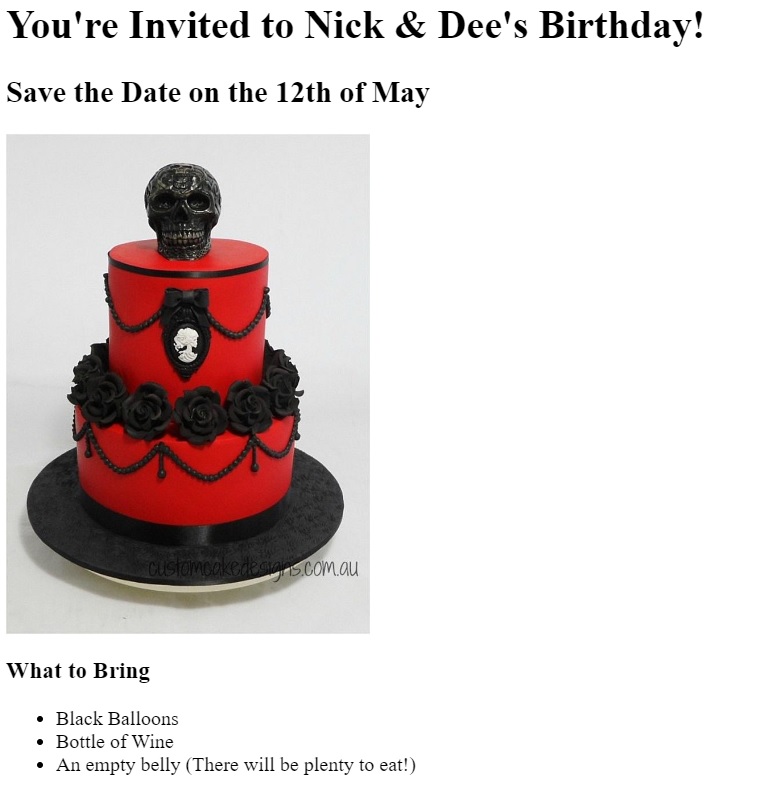 You're Invited to Nick & Dee's Birthday!
Save the Date on the 12th of May
customcakedesigns.com.au
What to Bring
Black Balloons
Bottle of Wine
An empty belly (There will be plenty to eat!)